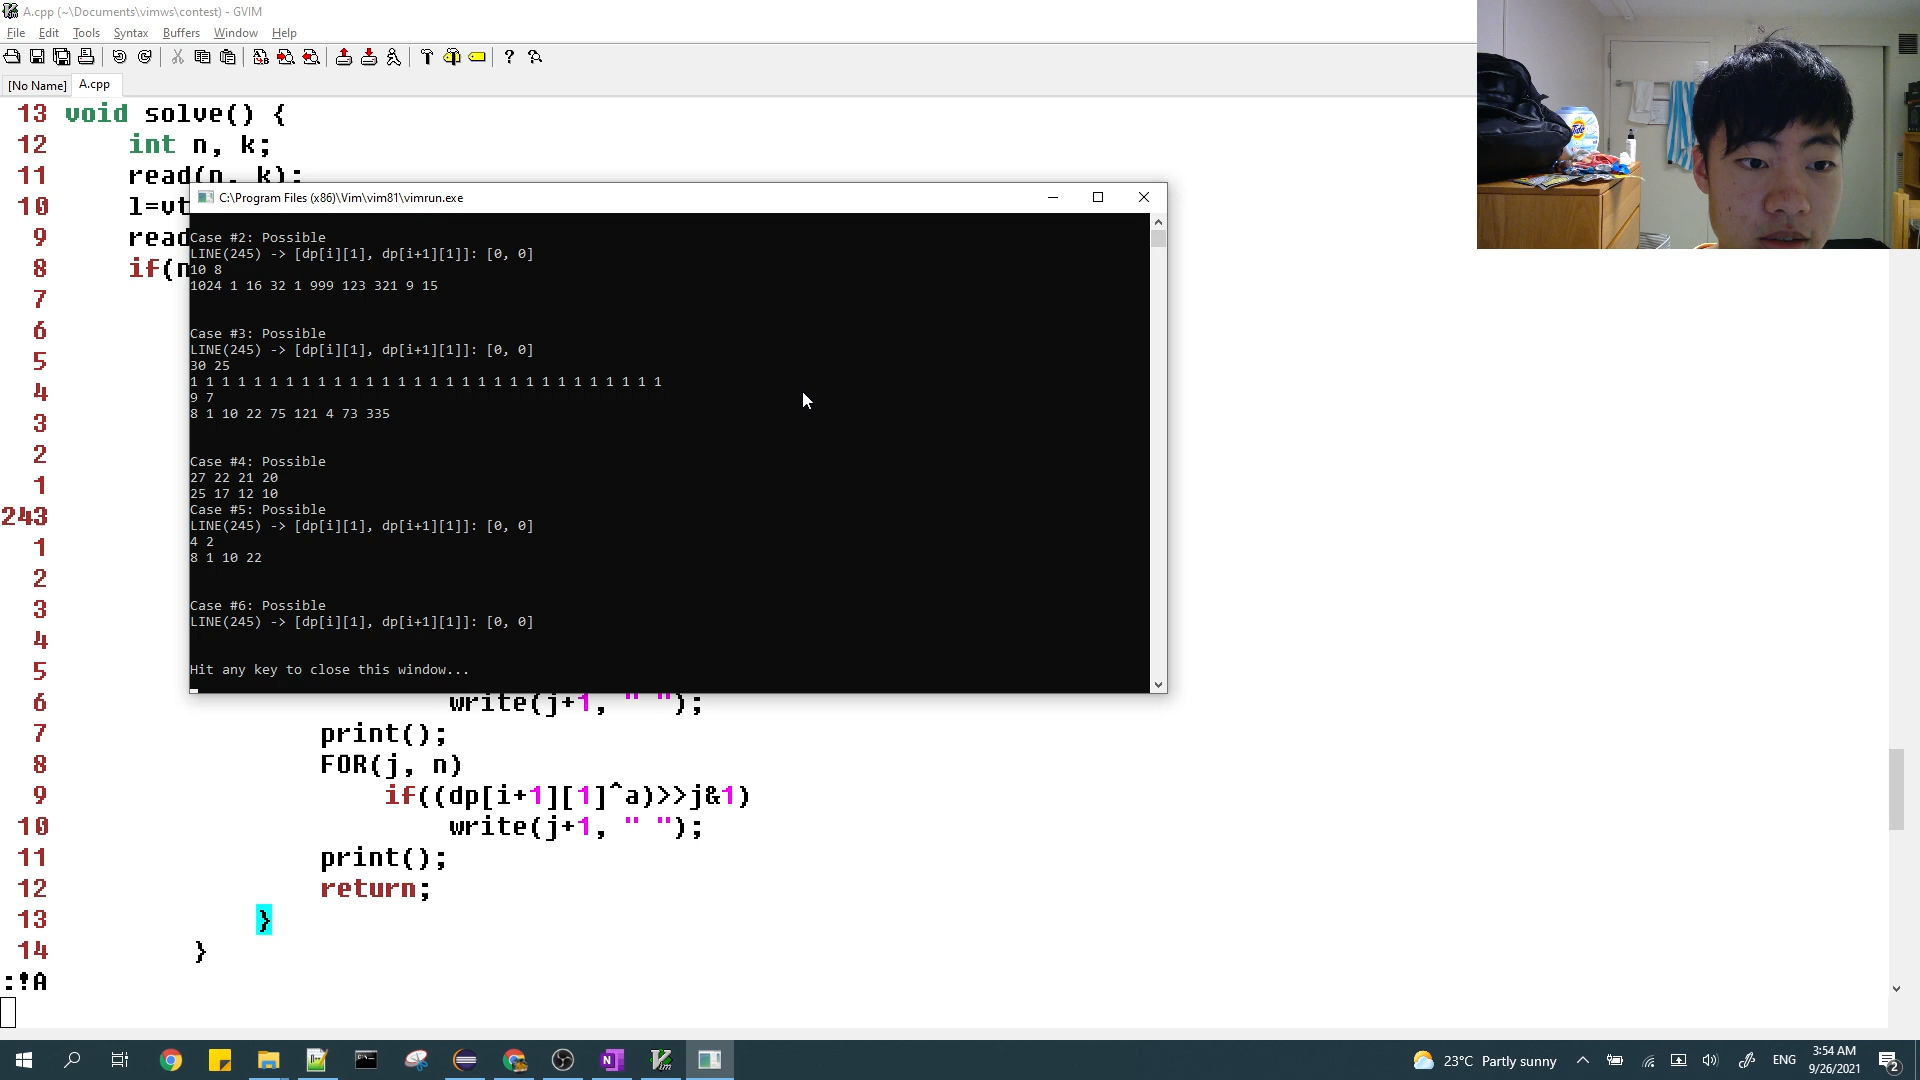 A.cpp (~\Documents\vimws\contest) - GVIM
File Edit Tools Syntax Buffers Window Help
[No Name] A.cpp
13 void solve() {
12 int n, k;
11 read(n, k);
10 l=vt
9 read
8 if(n
7
6
5
4
3
2
1
243
1
2
3
4
5
6 write(j+1, " ");
7 print();
8 FOR(j, n)
9 if((dp[i+1][1]^a)>>j&1)
10 write(j+1, " ");
11 print();
12 return;
13 }
14 }
:!A
C:\Program Files (x86)\Vim\vim81\vimrun.exe
Case #2: Possible
LINE(245) -> [dp[i][1], dp[i+1][1]]: [0, 0]
10 8
1024 1 16 32 1 999 123 321 9 15
Case #3: Possible
LINE(245) -> [dp[i][1], dp[i+1][1]]: [0, 0]
30 25
1 1 1 1 1 1 1 1 1 1 1 1 1 1 1 1 1 1 1 1 1 1 1 1 1 1 1 1 1 1
9 7
8 1 10 22 75 121 4 73 335
Case #4: Possible
27 22 21 20
25 17 12 10
Case #5: Possible
LINE(245) -> [dp[i][1], dp[i+1][1]]: [0, 0]
4 2
8 1 10 22
Case #6: Possible
LINE(245) -> [dp[i][1], dp[i+1][1]]: [0, 0]
Hit any key to close this window...
Tide
23°C Partly sunny
ENG
3:54 AM
9/26/2021
2